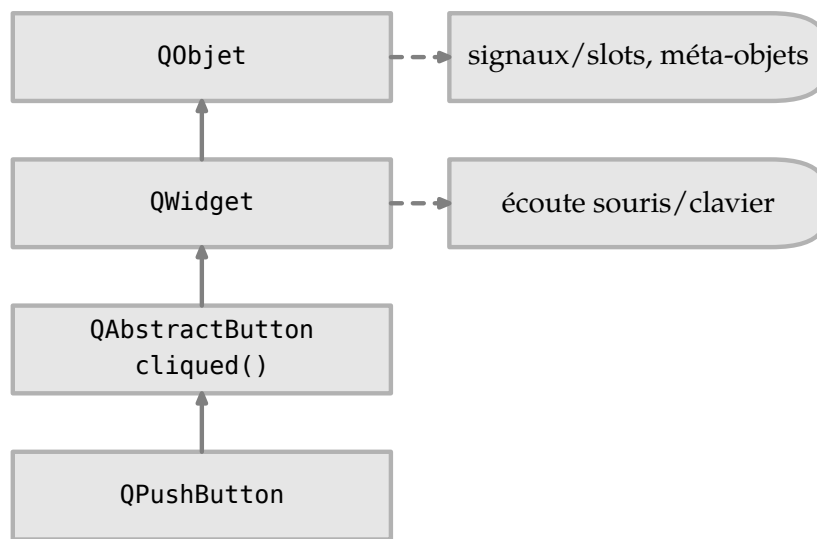 QObjet
signaux/slots, méta-objets
QWidget
écoute souris/clavier
QAbstractButton
cliqued()
QPushButton